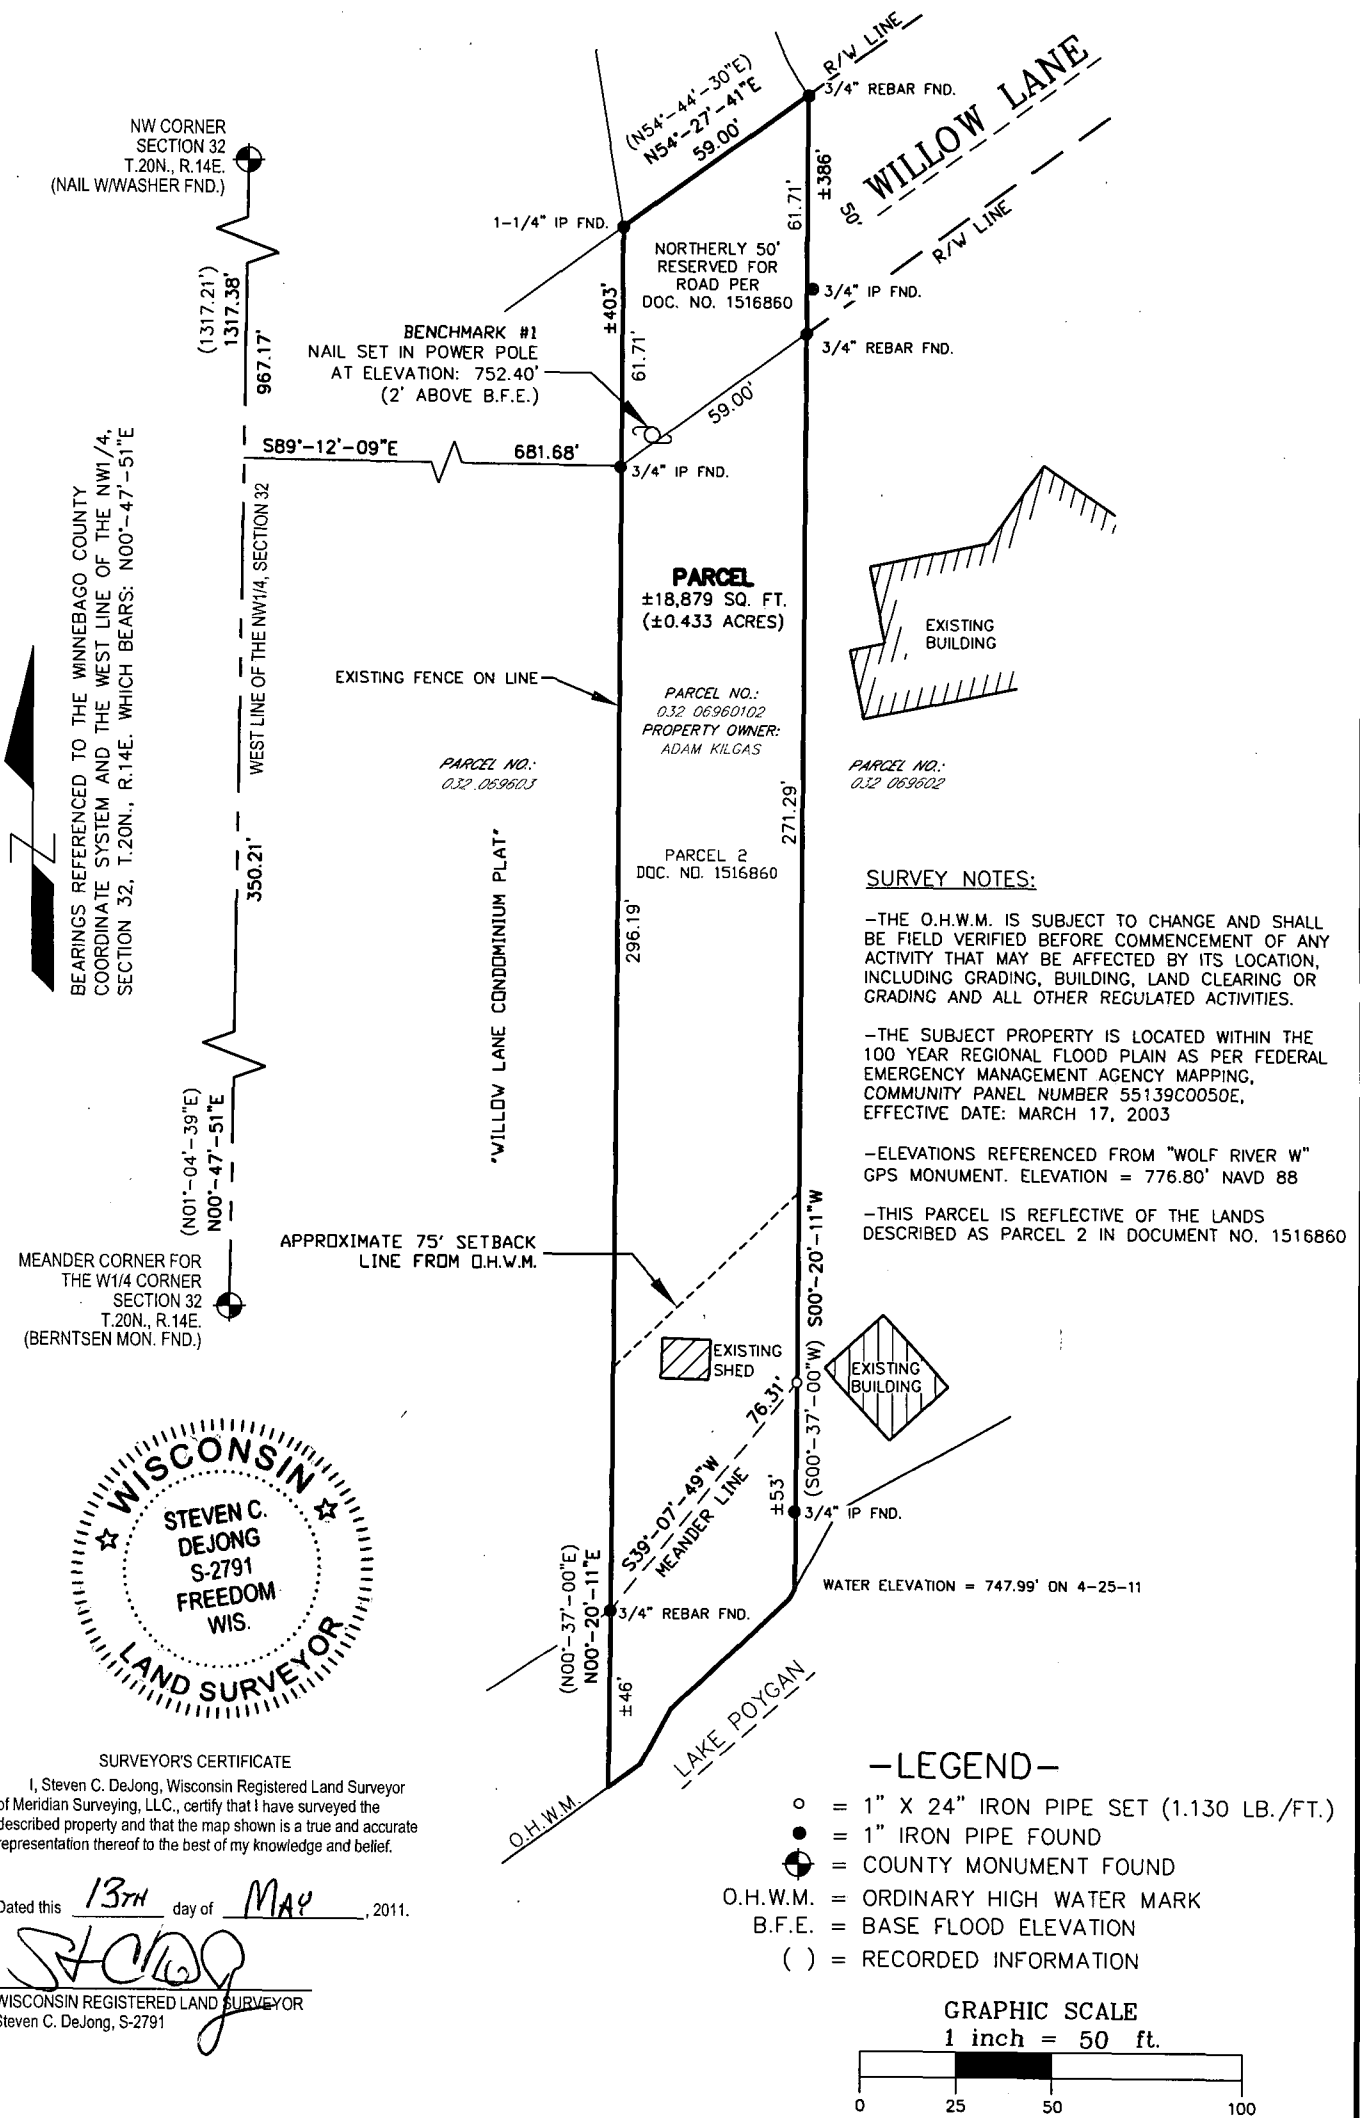 R/W LINE
(N54°-44'-30"E)
N54°-27'-41"E
59.00'
3/4" REBAR FND.
WILLOW LANE
50'
R/W LINE
NW CORNER
SECTION 32
T.20N., R.14E.
(NAIL W/WASHER FND.)
1-1/4" IP FND.
61.71'
±386'
NORTHERLY 50'
RESERVED FOR
ROAD PER
DOC. NO. 1516860
3/4" IP FND.
3/4" REBAR FND.
(1317.21')
1317.38'
967.17'
±403'
61.71'
BENCHMARK #1
NAIL SET IN POWER POLE
AT ELEVATION: 752.40'
(2' ABOVE B.F.E.)
59.00'
S89°-12'-09"E
681.68'
3/4" IP FND.
BEARINGS REFERENCED TO THE WINNEBAGO COUNTY
COORDINATE SYSTEM AND THE WEST LINE OF THE NW1/4,
SECTION 32, T.20N., R.14E. WHICH BEARS: N00°-47'-51"E
WEST LINE OF THE NW1/4, SECTION 32
PARCEL
±18,879 SQ. FT.
(±0.433 ACRES)
EXISTING
BUILDING
EXISTING FENCE ON LINE
PARCEL NO.:
032 06960102
PROPERTY OWNER:
ADAM KILGAS
PARCEL NO.:
032 069603
PARCEL NO.:
032 069602
271.29'
350.21'
"WILLOW LANE CONDOMINIUM PLAT"
PARCEL 2
DOC. NO. 1516860
296.19'
SURVEY NOTES:
-THE O.H.W.M. IS SUBJECT TO CHANGE AND SHALL
BE FIELD VERIFIED BEFORE COMMENCEMENT OF ANY
ACTIVITY THAT MAY BE AFFECTED BY ITS LOCATION,
INCLUDING GRADING, BUILDING, LAND CLEARING OR
GRADING AND ALL OTHER REGULATED ACTIVITIES.
-THE SUBJECT PROPERTY IS LOCATED WITHIN THE
100 YEAR REGIONAL FLOOD PLAIN AS PER FEDERAL
EMERGENCY MANAGEMENT AGENCY MAPPING,
COMMUNITY PANEL NUMBER 55139C0050E,
EFFECTIVE DATE: MARCH 17, 2003
-ELEVATIONS REFERENCED FROM "WOLF RIVER W"
GPS MONUMENT. ELEVATION = 776.80' NAVD 88
-THIS PARCEL IS REFLECTIVE OF THE LANDS
DESCRIBED AS PARCEL 2 IN DOCUMENT NO. 1516860
(N01°-04'-39"E)
N00°-47'-51"E
MEANDER CORNER FOR
THE W1/4 CORNER
SECTION 32
T.20N., R.14E.
(BERNTSEN MON. FND.)
APPROXIMATE 75' SETBACK
LINE FROM O.H.W.M.
(S00°-37'-00"W) S00°-20'-11"W
EXISTING
SHED
EXISTING
BUILDING
76.31'
S39°-07'-49"W
MEANDER LINE
±53'
3/4" IP FND.
WATER ELEVATION = 747.99' ON 4-25-11
(N00°-37'-00"E)
N00°-20'-11"E
3/4" REBAR FND.
±46'
LAKE POYGAN
O.H.W.M.
WISCONSIN
STEVEN C.
DEJONG
S-2791
FREEDOM
WIS.
LAND SURVEYOR
SURVEYOR'S CERTIFICATE
I, Steven C. DeJong, Wisconsin Registered Land Surveyor
of Meridian Surveying, LLC., certify that I have surveyed the
described property and that the map shown is a true and accurate
representation thereof to the best of my knowledge and belief.
Dated this 13TH day of MAY, 2011.
WISCONSIN REGISTERED LAND SURVEYOR
Steven C. DeJong, S-2791
-LEGEND-
○ = 1" X 24" IRON PIPE SET (1.130 LB./FT.)
● = 1" IRON PIPE FOUND
= COUNTY MONUMENT FOUND
O.H.W.M. = ORDINARY HIGH WATER MARK
B.F.E. = BASE FLOOD ELEVATION
( ) = RECORDED INFORMATION
GRAPHIC SCALE
1 inch = 50 ft.
0 25 50 100